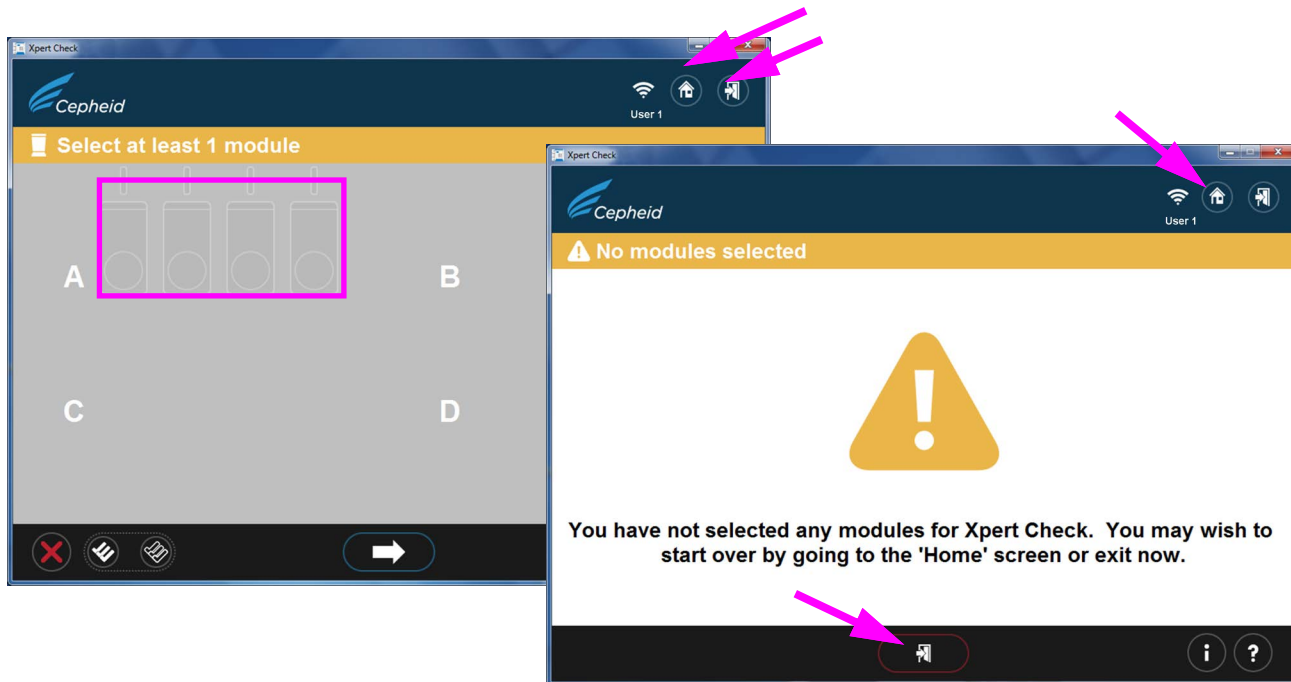 Xpert Check
Cepheid
User 1
Select at least 1 module
A
B
C
D
Xpert Check
Cepheid
User 1
No modules selected
You have not selected any modules for Xpert Check. You may wish to
start over by going to the 'Home' screen or exit now.
i
?